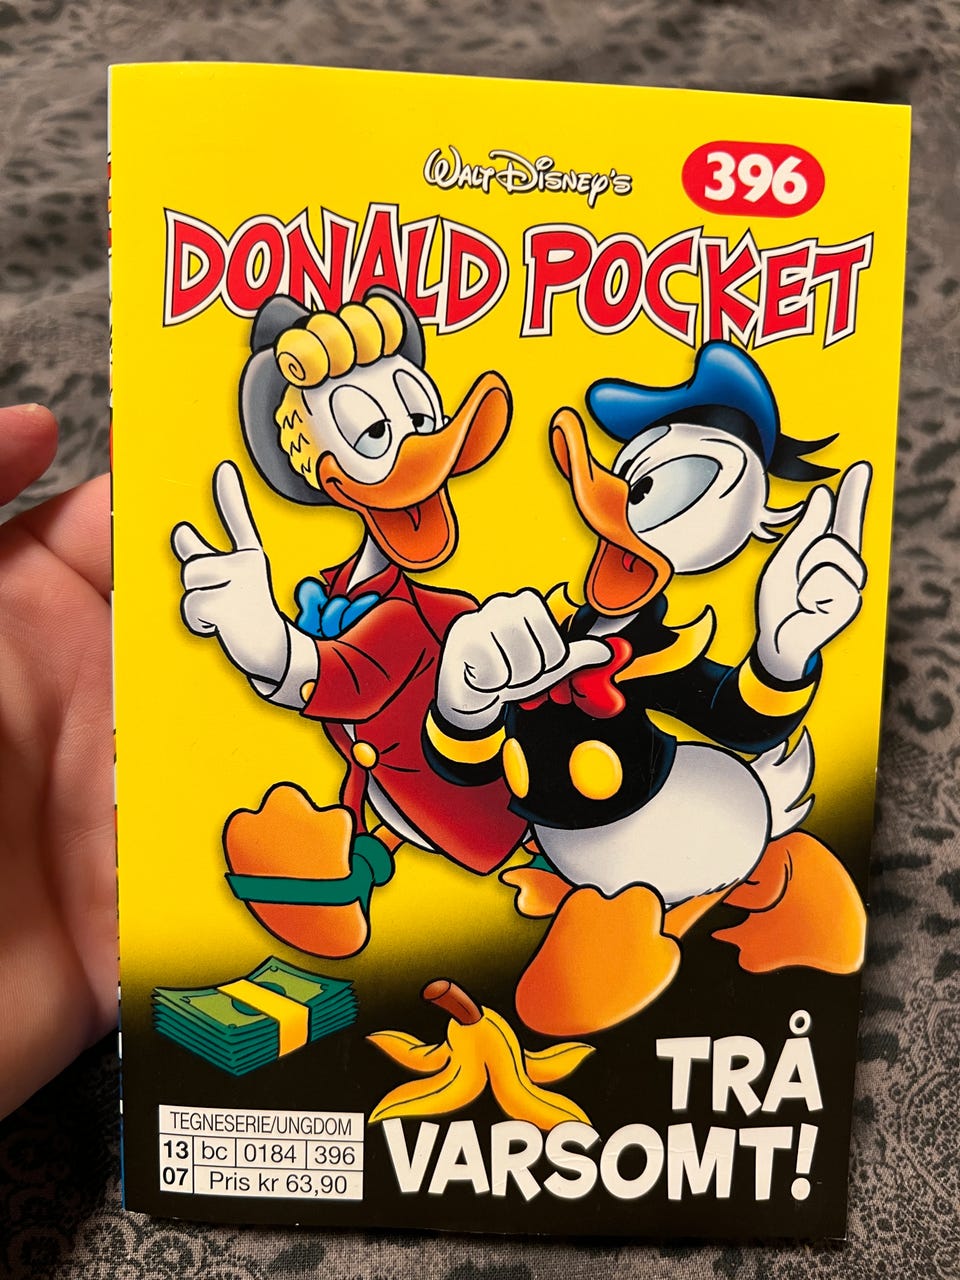 Walt Disney's
396
DONALD POCKET
TRÅ
VARSOMT!
TEGNESERIE/UNGDOM
13 bc 0184 396
07 Pris kr 63,90